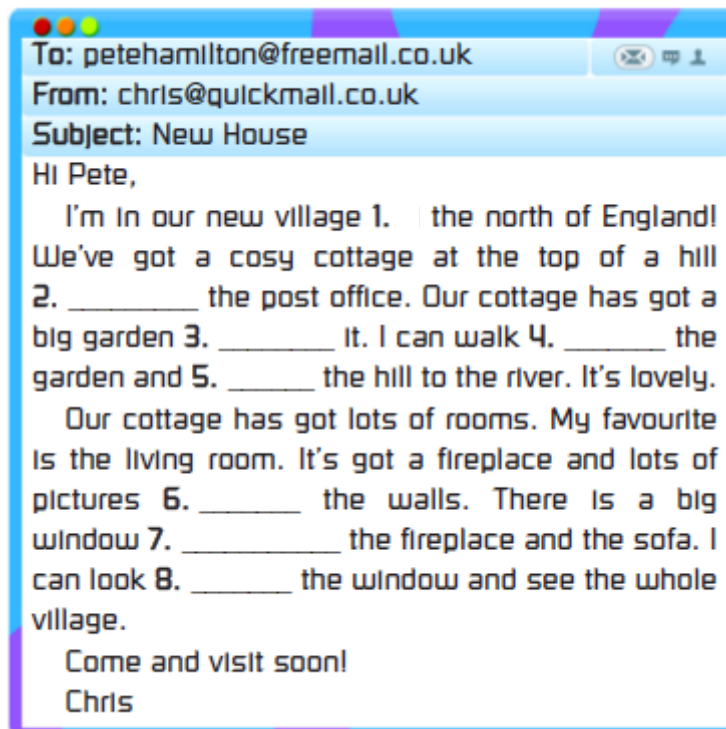 To: petehamilton@freemail.co.uk
From: chris@quickmail.co.uk
Subject: New House
Hi Pete,
I'm in our new village 1. the north of England!
We've got a cosy cottage at the top of a hill
2. _________ the post office. Our cottage has got a
big garden 3. ________ it. I can walk 4. _______ the
garden and 5. ______ the hill to the river. It's lovely.
Our cottage has got lots of rooms. My favourite
is the living room. It's got a fireplace and lots of
pictures 6. _______ the walls. There is a big
window 7. ___________ the fireplace and the sofa. I
can look 8. _______ the window and see the whole
village.
Come and visit soon!
Chris